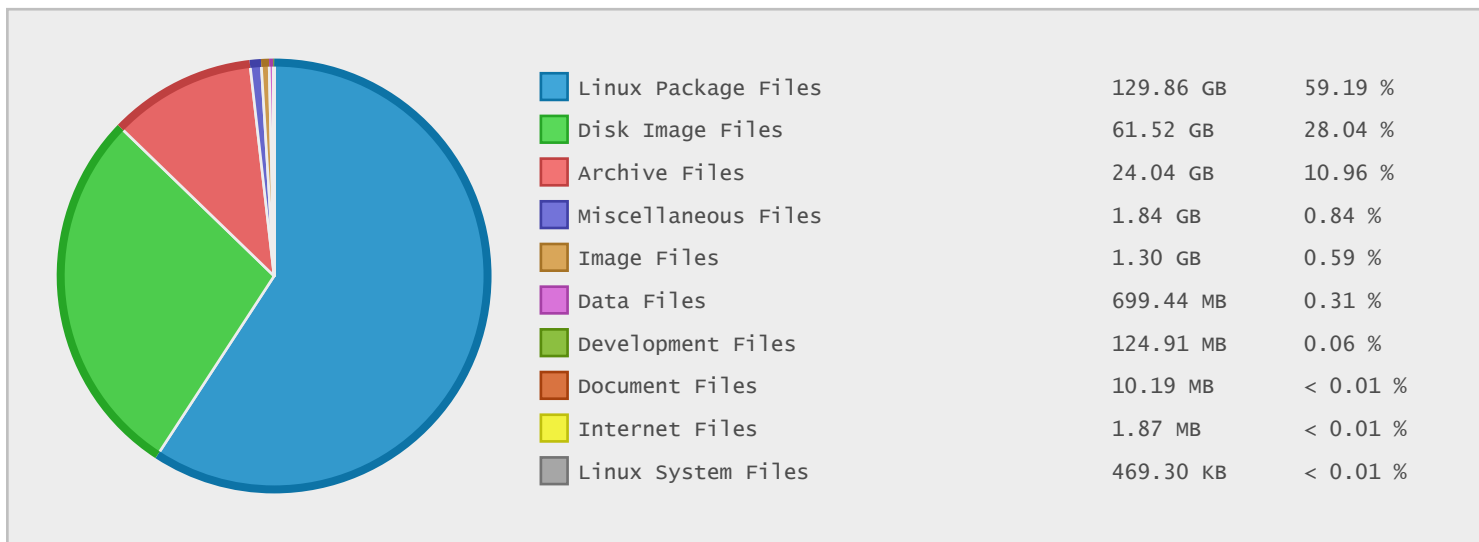 Linux Package Files 129.86 GB 59.19 %
Disk Image Files 61.52 GB 28.04 %
Archive Files 24.04 GB 10.96 %
Miscellaneous Files 1.84 GB 0.84 %
Image Files 1.30 GB 0.59 %
Data Files 699.44 MB 0.31 %
Development Files 124.91 MB 0.06 %
Document Files 10.19 MB < 0.01 %
Internet Files 1.87 MB < 0.01 %
Linux System Files 469.30 KB < 0.01 %